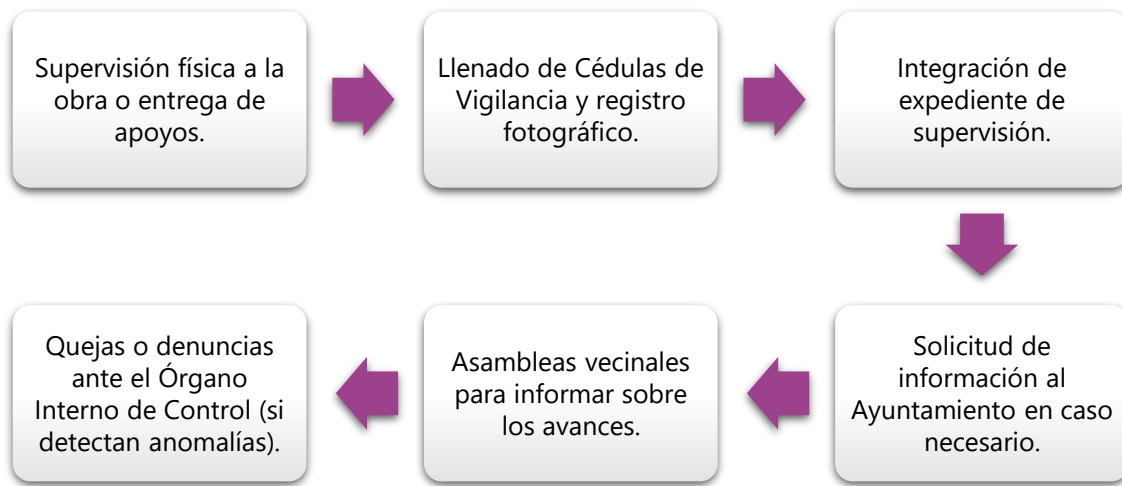 Supervisión física a la
obra o entrega de
apoyos.
Llenado de Cédulas de
Vigilancia y registro
fotográfico.
Integración de
expediente de
supervisión.
Solicitud de
información al
Ayuntamiento en caso
necesario.
Asambleas vecinales
para informar sobre
los avances.
Quejas o denuncias
ante el Órgano
Interno de Control (si
detectan anomalías).